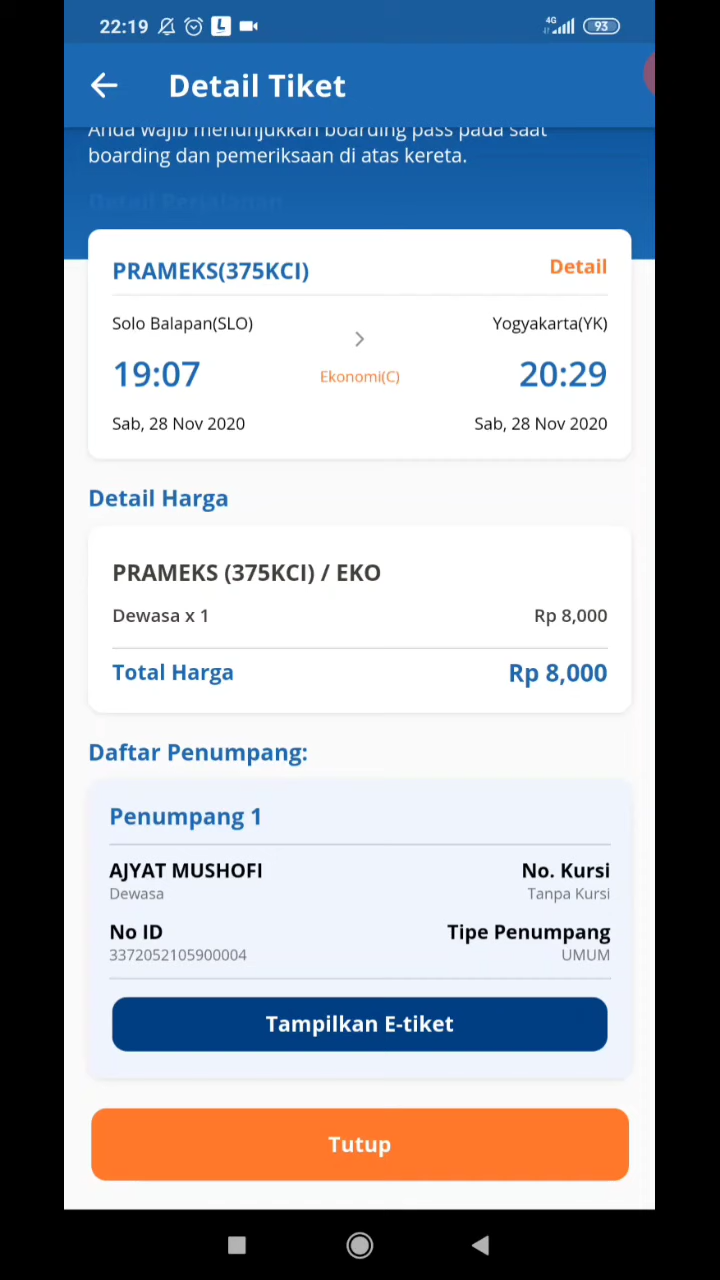 22:19
4G
93
Detail Tiket
Anda wajib menunjukkan boarding pass pada saat
boarding dan pemeriksaan di atas kereta.
Detail Perjalanan
PRAMEKS(375KCI)
Detail
Solo Balapan(SLO)
Yogyakarta(YK)
19:07
Ekonomi(C)
20:29
Sab, 28 Nov 2020
Sab, 28 Nov 2020
Detail Harga
PRAMEKS (375KCI) / EKO
Dewasa x 1
Rp 8,000
Total Harga
Rp 8,000
Daftar Penumpang:
Penumpang 1
AJYAT MUSHOFI
No. Kursi
Dewasa
Tanpa Kursi
No ID
Tipe Penumpang
3372052105900004
UMUM
Tampilkan E-tiket
Tutup